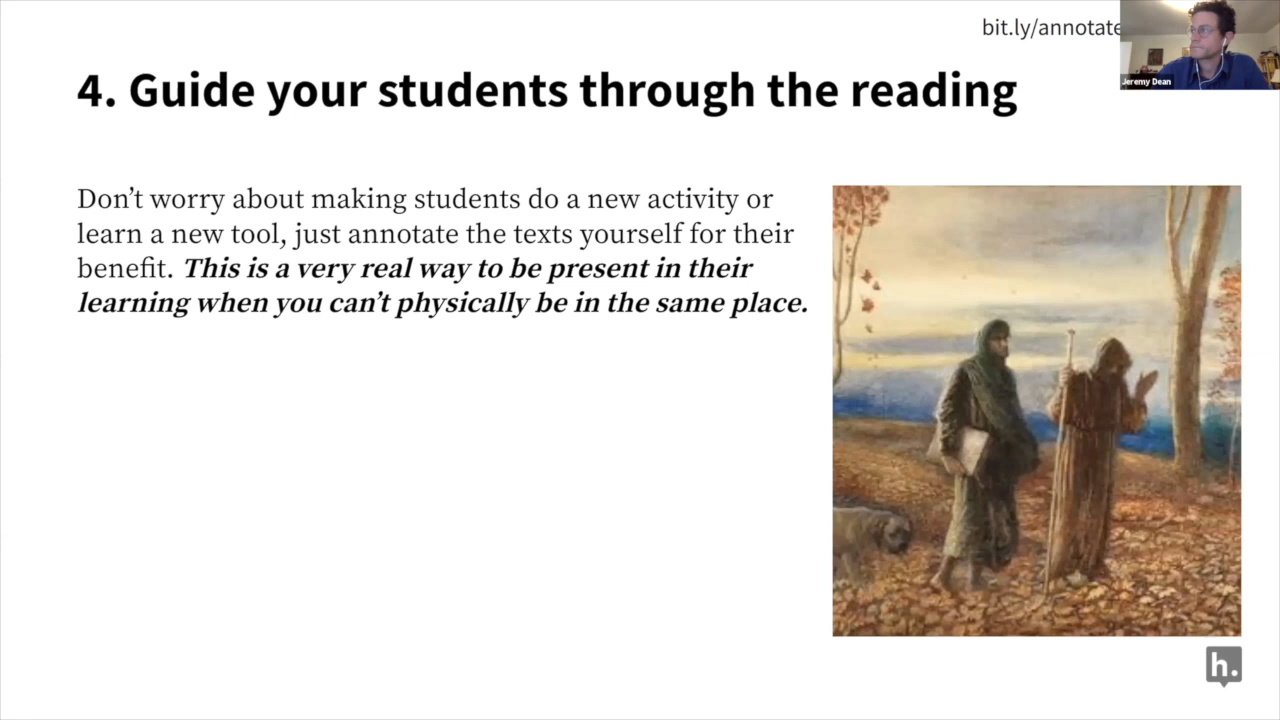 bit.ly/annotate
Jeremy Dean
4. Guide your students through the reading
Don’t worry about making students do a new activity or
learn a new tool, just annotate the texts yourself for their
benefit. This is a very real way to be present in their
learning when you can’t physically be in the same place.
h.